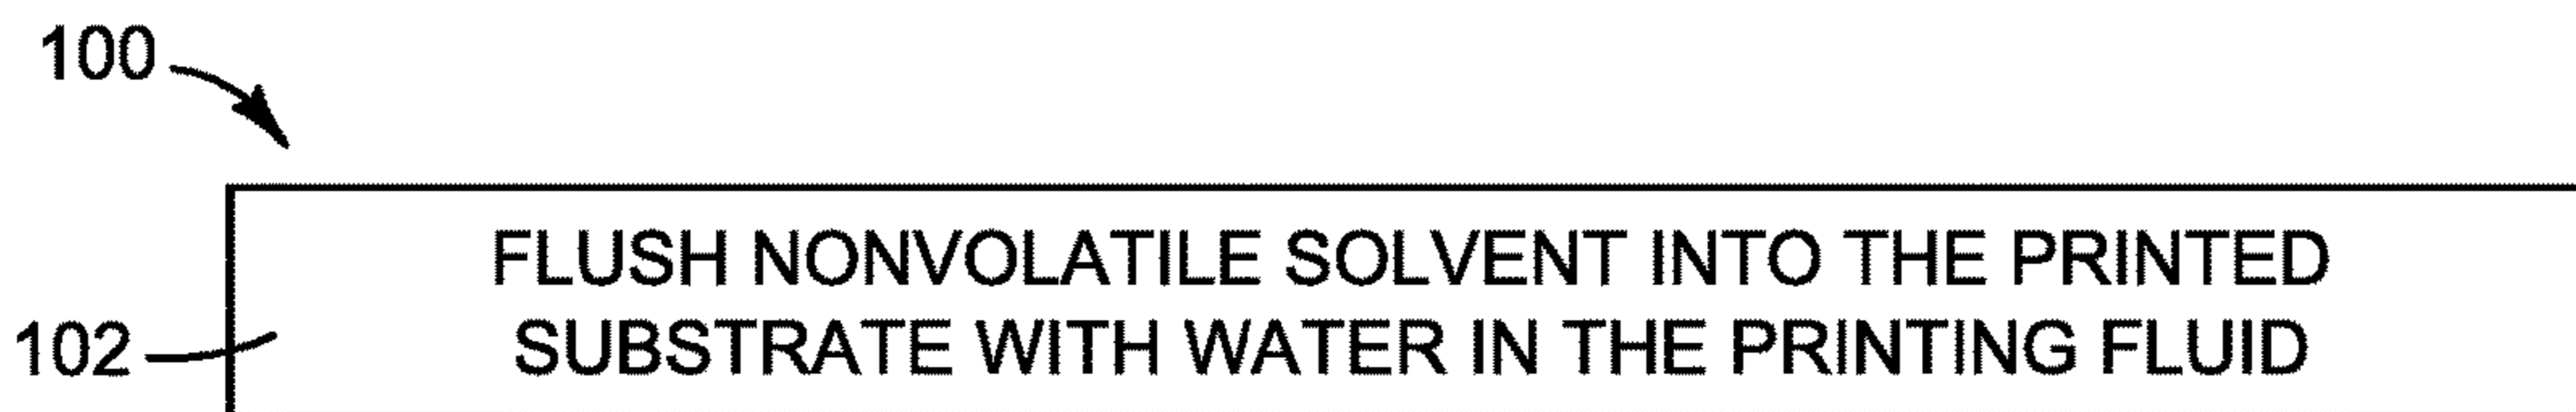 100
FLUSH NONVOLATILE SOLVENT INTO THE PRINTED
SUBSTRATE WITH WATER IN THE PRINTING FLUID
102